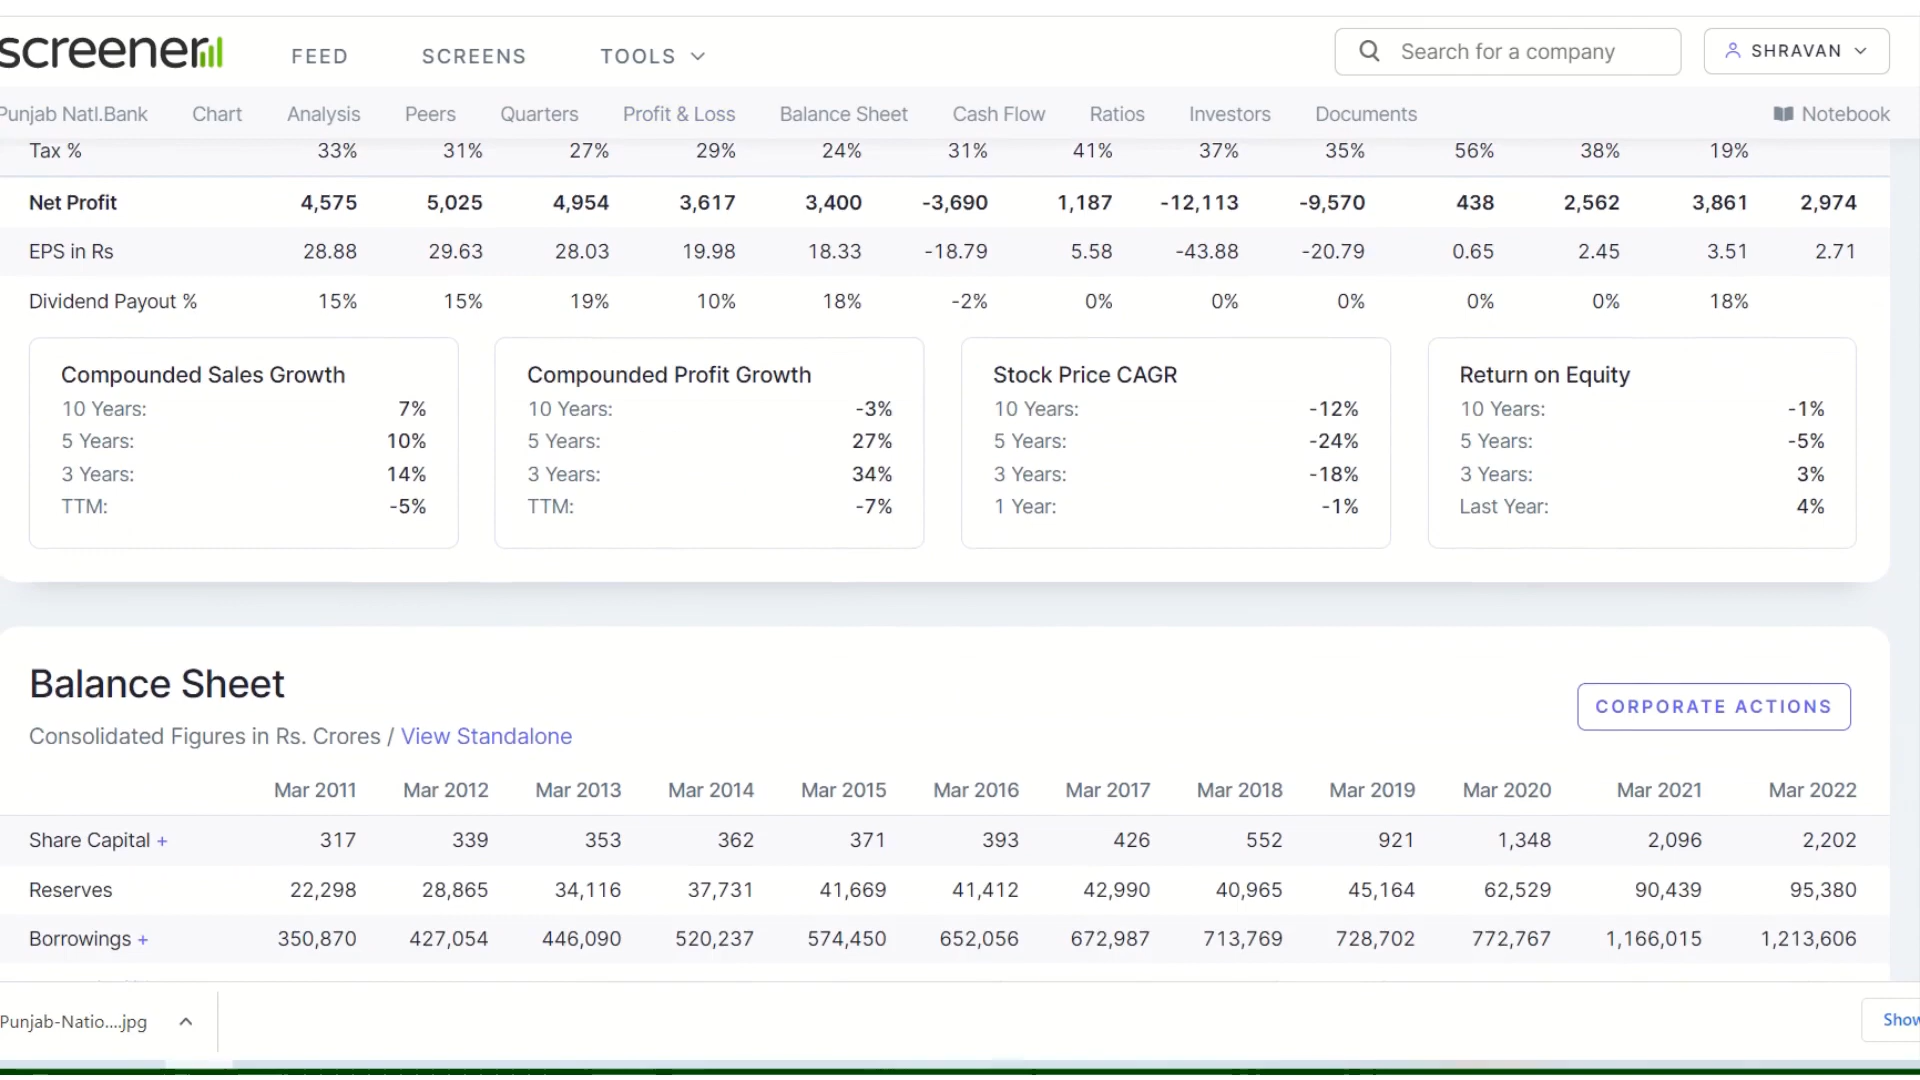 screener
FEED SCREENS TOOLS Search for a company SHRAVAN
Punjab Natl.Bank Chart Analysis Peers Quarters Profit & Loss Balance Sheet Cash Flow Ratios Investors Documents Notebook
Tax % 33% 31% 27% 29% 24% 31% 41% 37% 35% 56% 38% 19%
Net Profit 4,575 5,025 4,954 3,617 3,400 -3,690 1,187 -12,113 -9,570 438 2,562 3,861 2,974
EPS in Rs 28.88 29.63 28.03 19.98 18.33 -18.79 5.58 -43.88 -20.79 0.65 2.45 3.51 2.71
Dividend Payout % 15% 15% 19% 10% 18% -2% 0% 0% 0% 0% 0% 18%
Compounded Sales Growth
10 Years: 7%
5 Years: 10%
3 Years: 14%
TTM: -5%
Compounded Profit Growth
10 Years: -3%
5 Years: 27%
3 Years: 34%
TTM: -7%
Stock Price CAGR
10 Years: -12%
5 Years: -24%
3 Years: -18%
1 Year: -1%
Return on Equity
10 Years: -1%
5 Years: -5%
3 Years: 3%
Last Year: 4%
Balance Sheet
Consolidated Figures in Rs. Crores / View Standalone
CORPORATE ACTIONS
Mar 2011 Mar 2012 Mar 2013 Mar 2014 Mar 2015 Mar 2016 Mar 2017 Mar 2018 Mar 2019 Mar 2020 Mar 2021 Mar 2022
Share Capital + 317 339 353 362 371 393 426 552 921 1,348 2,096 2,202
Reserves 22,298 28,865 34,116 37,731 41,669 41,412 42,990 40,965 45,164 62,529 90,439 95,380
Borrowings + 350,870 427,054 446,090 520,237 574,450 652,056 672,987 713,769 728,702 772,767 1,166,015 1,213,606
Punjab-Natio....jpg Show